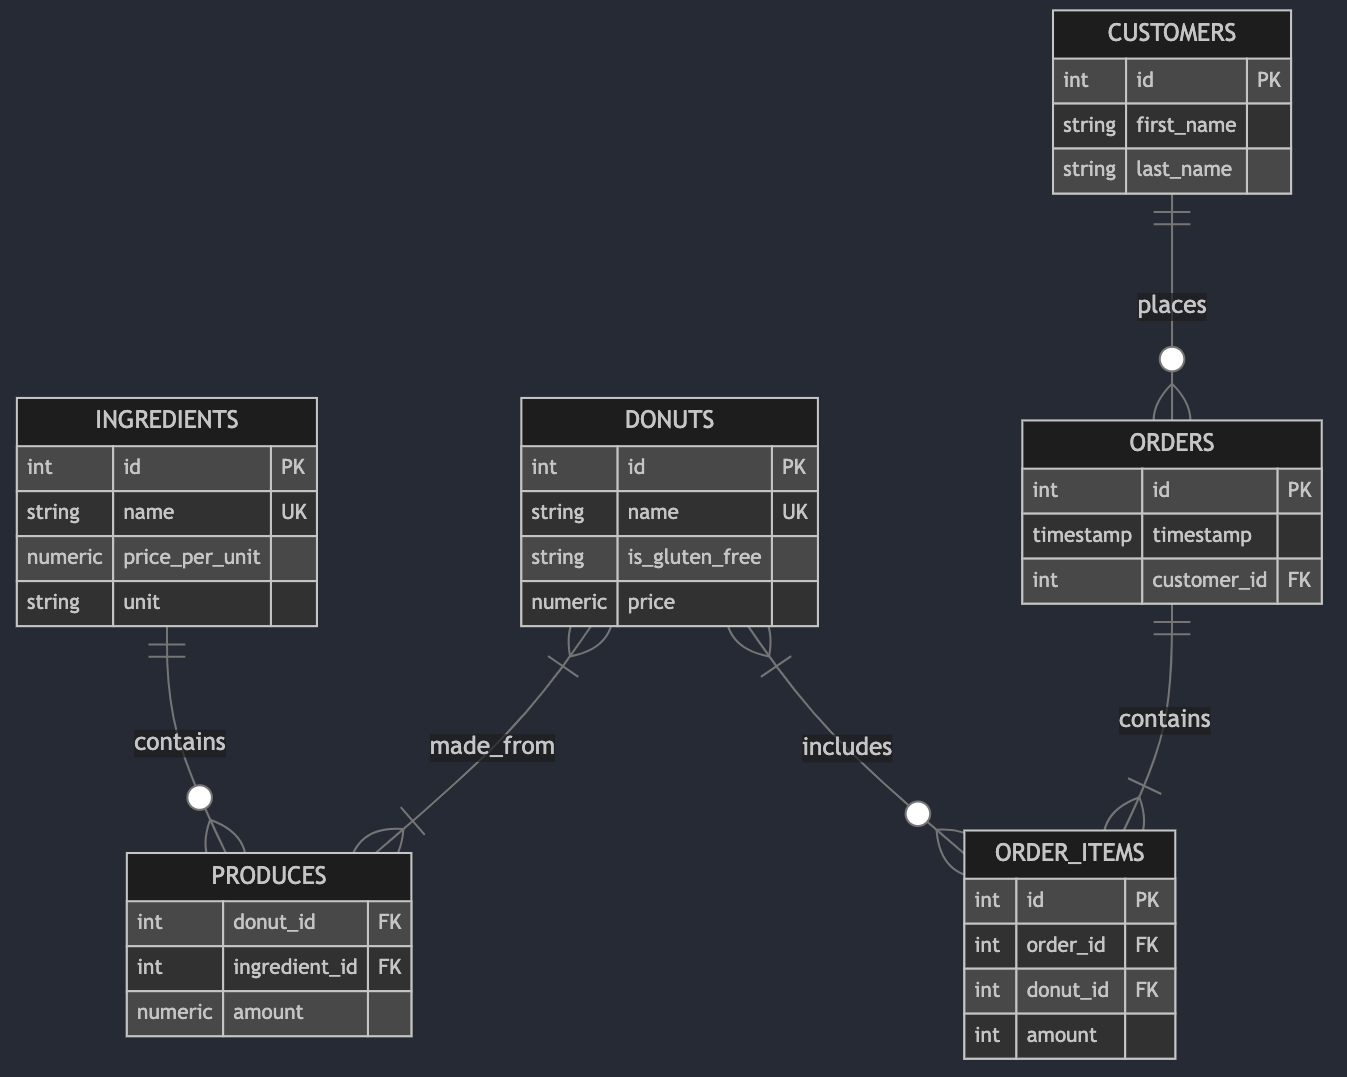 CUSTOMERS
int id PK
string first_name
string last_name
places
INGREDIENTS
int id PK
string name UK
numeric price_per_unit
string unit
DONUTS
int id PK
string name UK
string is_gluten_free
numeric price
ORDERS
int id PK
timestamp timestamp
int customer_id FK
contains
made_from
includes
contains
PRODUCES
int donut_id FK
int ingredient_id FK
numeric amount
ORDER_ITEMS
int id PK
int order_id FK
int donut_id FK
int amount